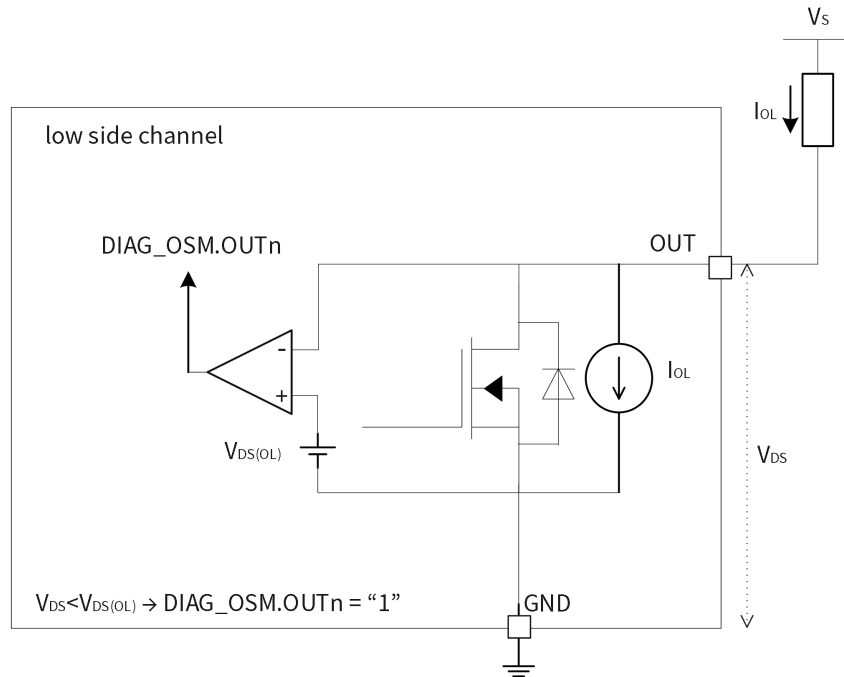 VS
IOL
low side channel
DIAG_OSM.OUTn
OUT
-
+
IOL
VDS(OL)
VDS
VDS<VDS(OL) → DIAG_OSM.OUTn = “1”
GND